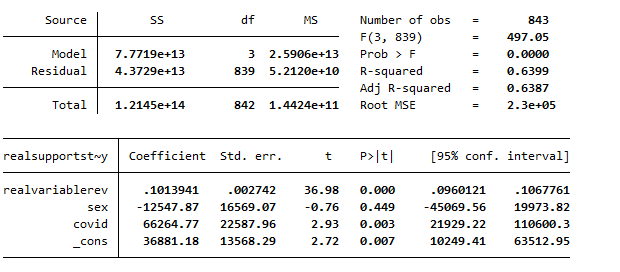 Source SS df MS Number of obs = 843
F(3, 839) = 497.05
Model 7.7719e+13 3 2.5906e+13 Prob > F = 0.0000
Residual 4.3729e+13 839 5.2120e+10 R-squared = 0.6399
Adj R-squared = 0.6387
Total 1.2145e+14 842 1.4424e+11 Root MSE = 2.3e+05
realsupportst~y Coefficient Std. err. t P>|t| [95% conf. interval]
realvariablerev .1013941 .002742 36.98 0.000 .0960121 .1067761
sex -12547.87 16569.07 -0.76 0.449 -45069.56 19973.82
covid 66264.77 22587.96 2.93 0.003 21929.22 110600.3
_cons 36881.18 13568.29 2.72 0.007 10249.41 63512.95